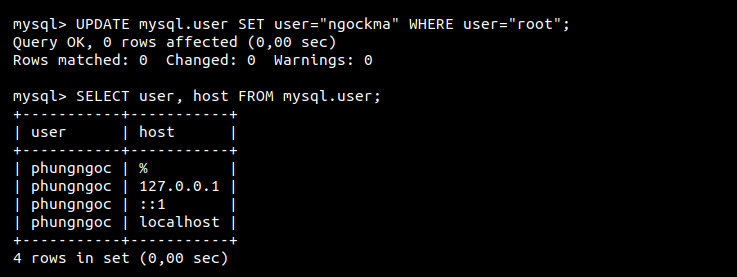 mysql> UPDATE mysql.user SET user="ngockma" WHERE user="root";
Query OK, 0 rows affected (0,00 sec)
Rows matched: 0  Changed: 0  Warnings: 0

mysql> SELECT user, host FROM mysql.user;
+-----------+-----------+
| user      | host      |
+-----------+-----------+
| phungngoc | %         |
| phungngoc | 127.0.0.1 |
| phungngoc | ::1       |
| phungngoc | localhost |
+-----------+-----------+
4 rows in set (0,00 sec)